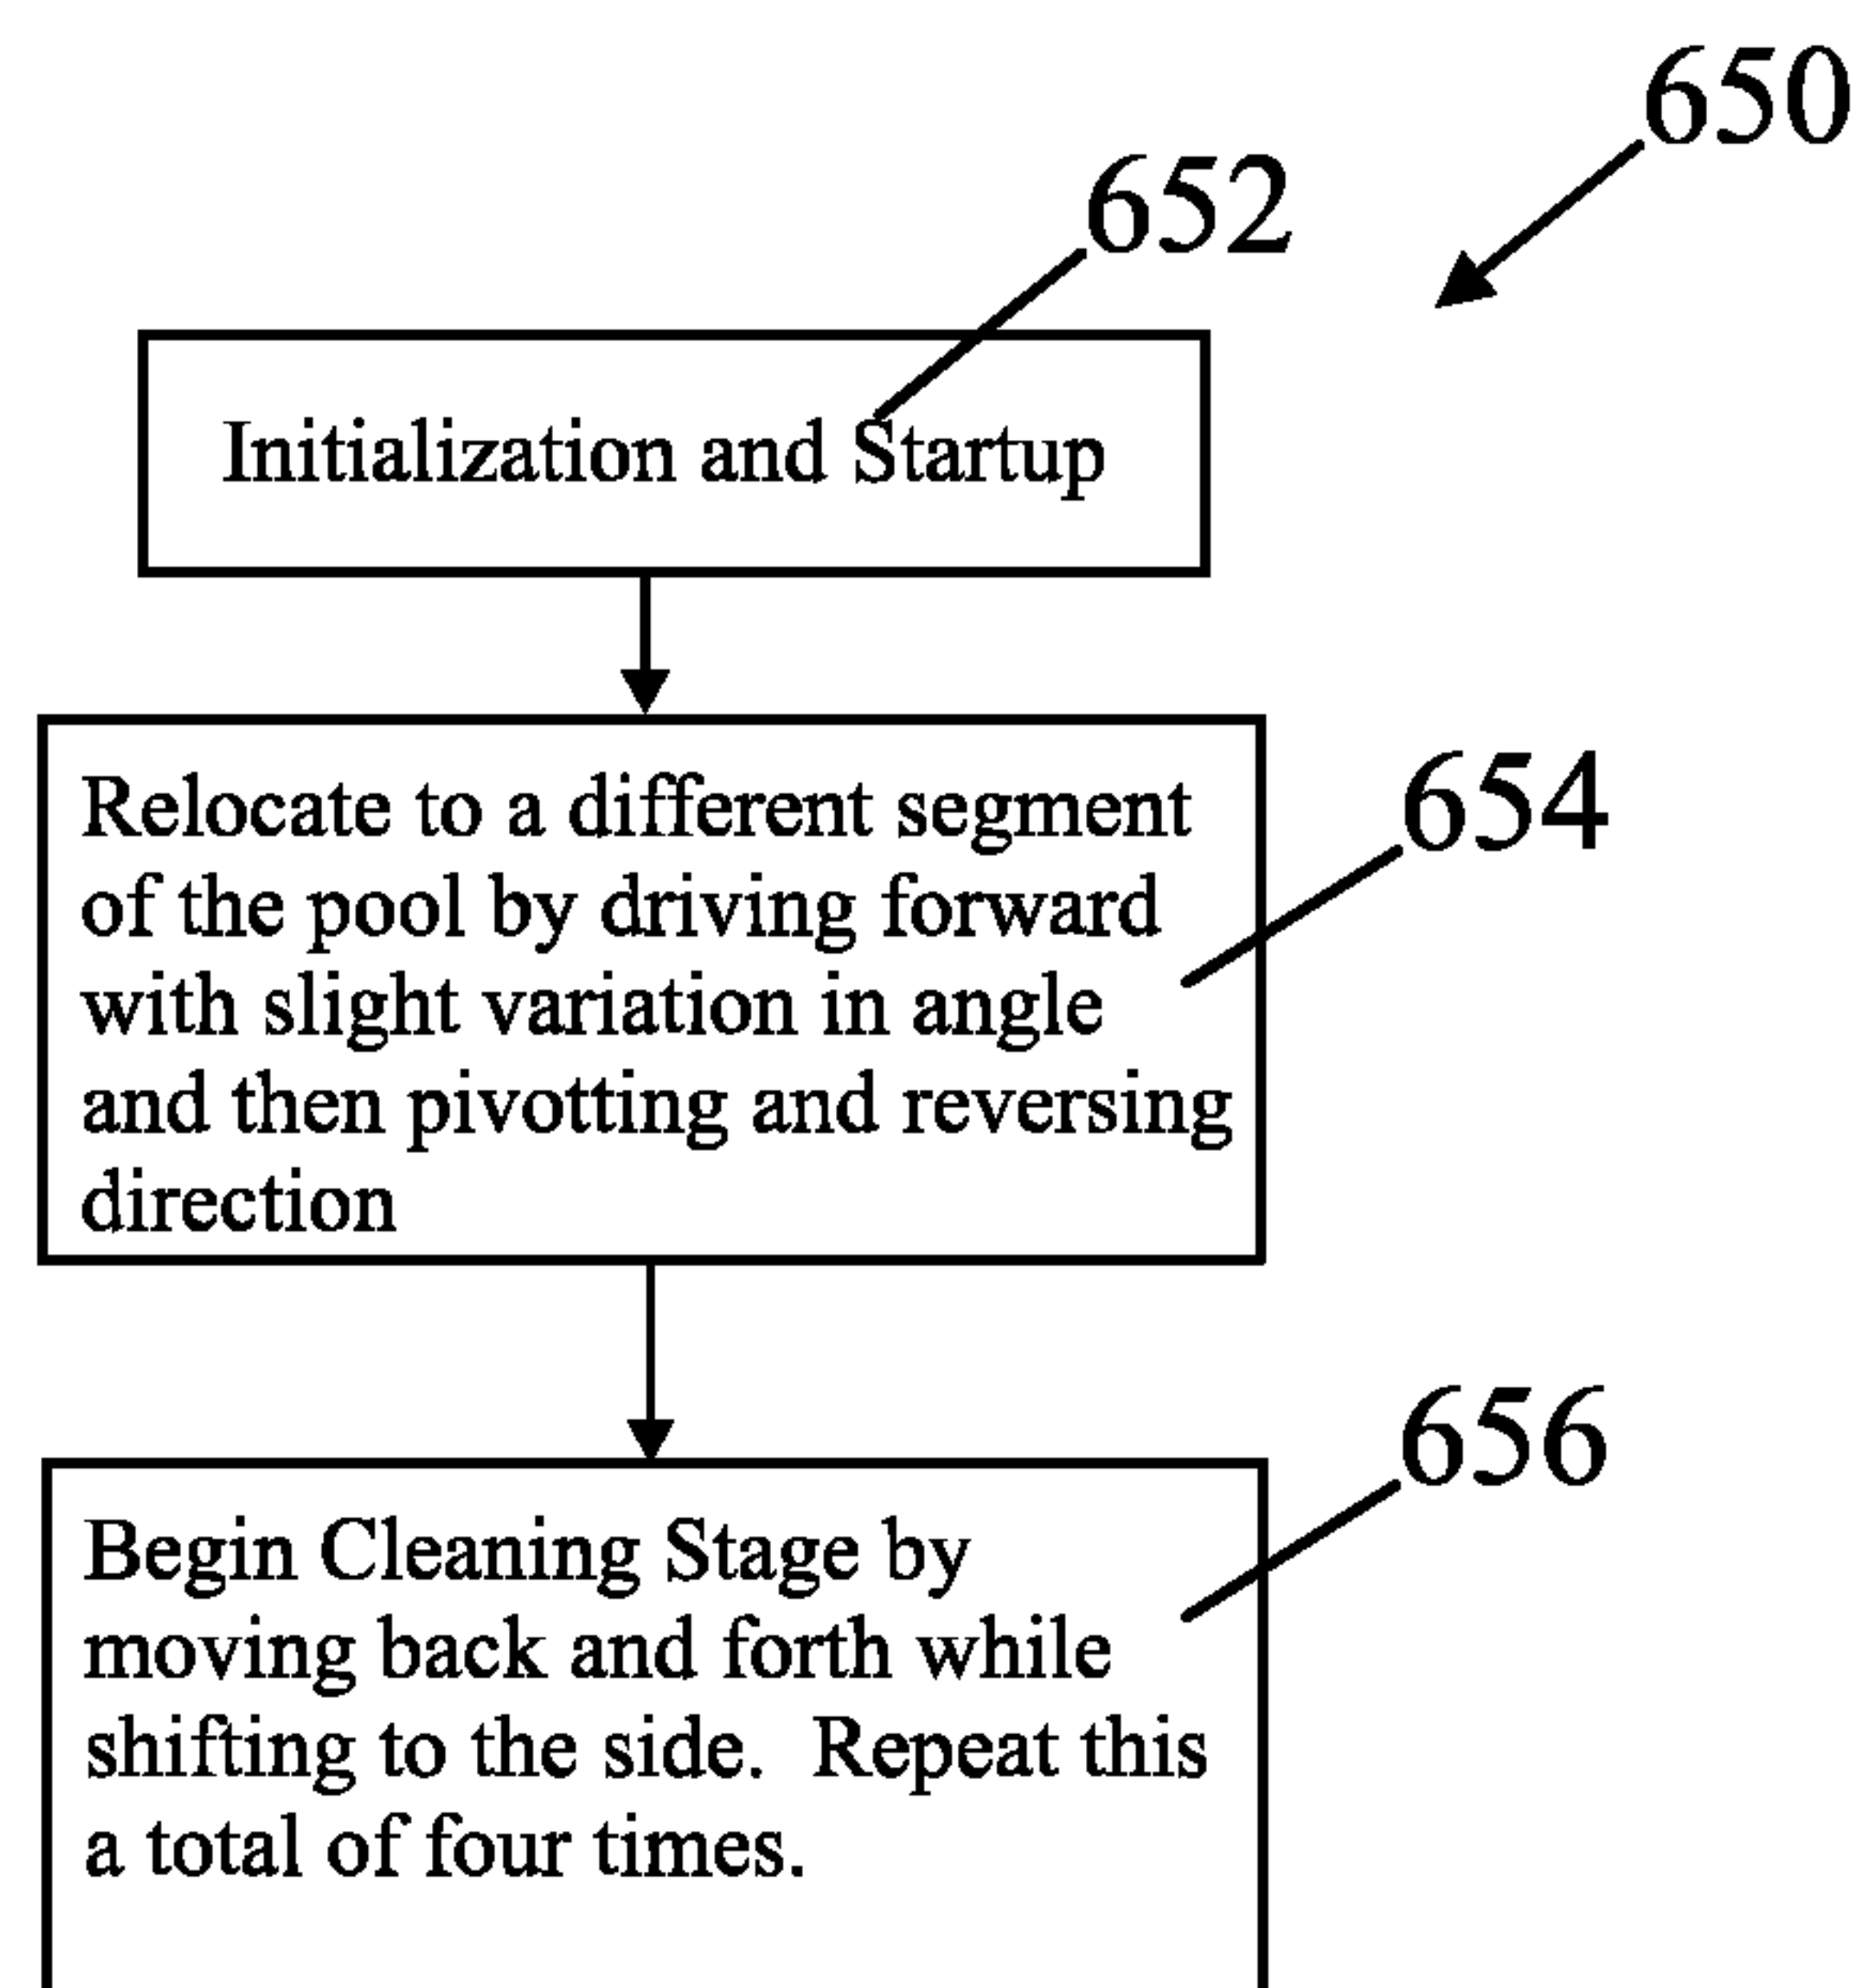 650
652
Initialization and Startup
Relocate to a different segment
of the pool by driving forward
with slight variation in angle
and then pivotting and reversing
direction
654
656
Begin Cleaning Stage by
moving back and forth while
shifting to the side.  Repeat this
a total of four times.